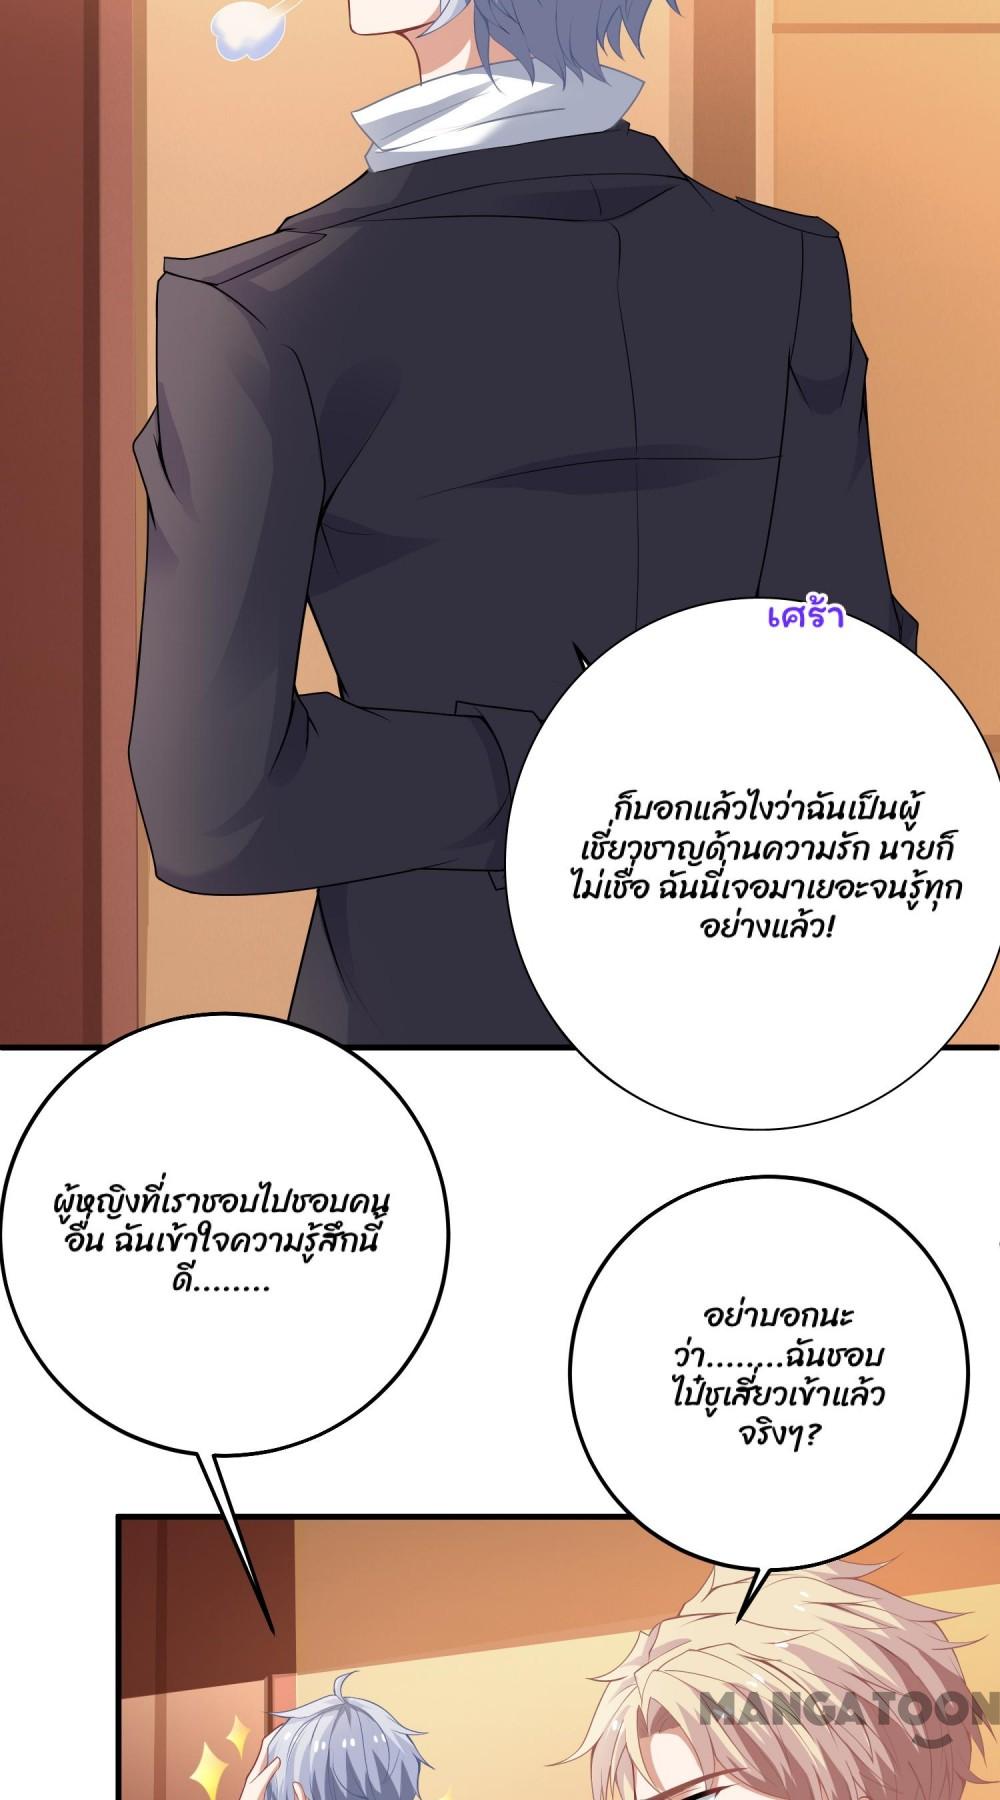 เศร้า
ก็บอกแล้วไงว่าฉันเป็นผู้
เชี่ยวชาญด้านความรัก นายก็
ไม่เชื่อ ฉันนี่เจอมาเยอะจนรู้ทุก
อย่างแล้ว!
ผู้หญิงที่เราชอบไปชอบคน
อื่น ฉันเข้าใจความรู้สึกนี้
ดี........
อย่าบอกนะ
ว่า........ฉันชอบ
ไป๋ชูเสี่ยวเข้าแล้ว
จริงๆ?
MANGATOON